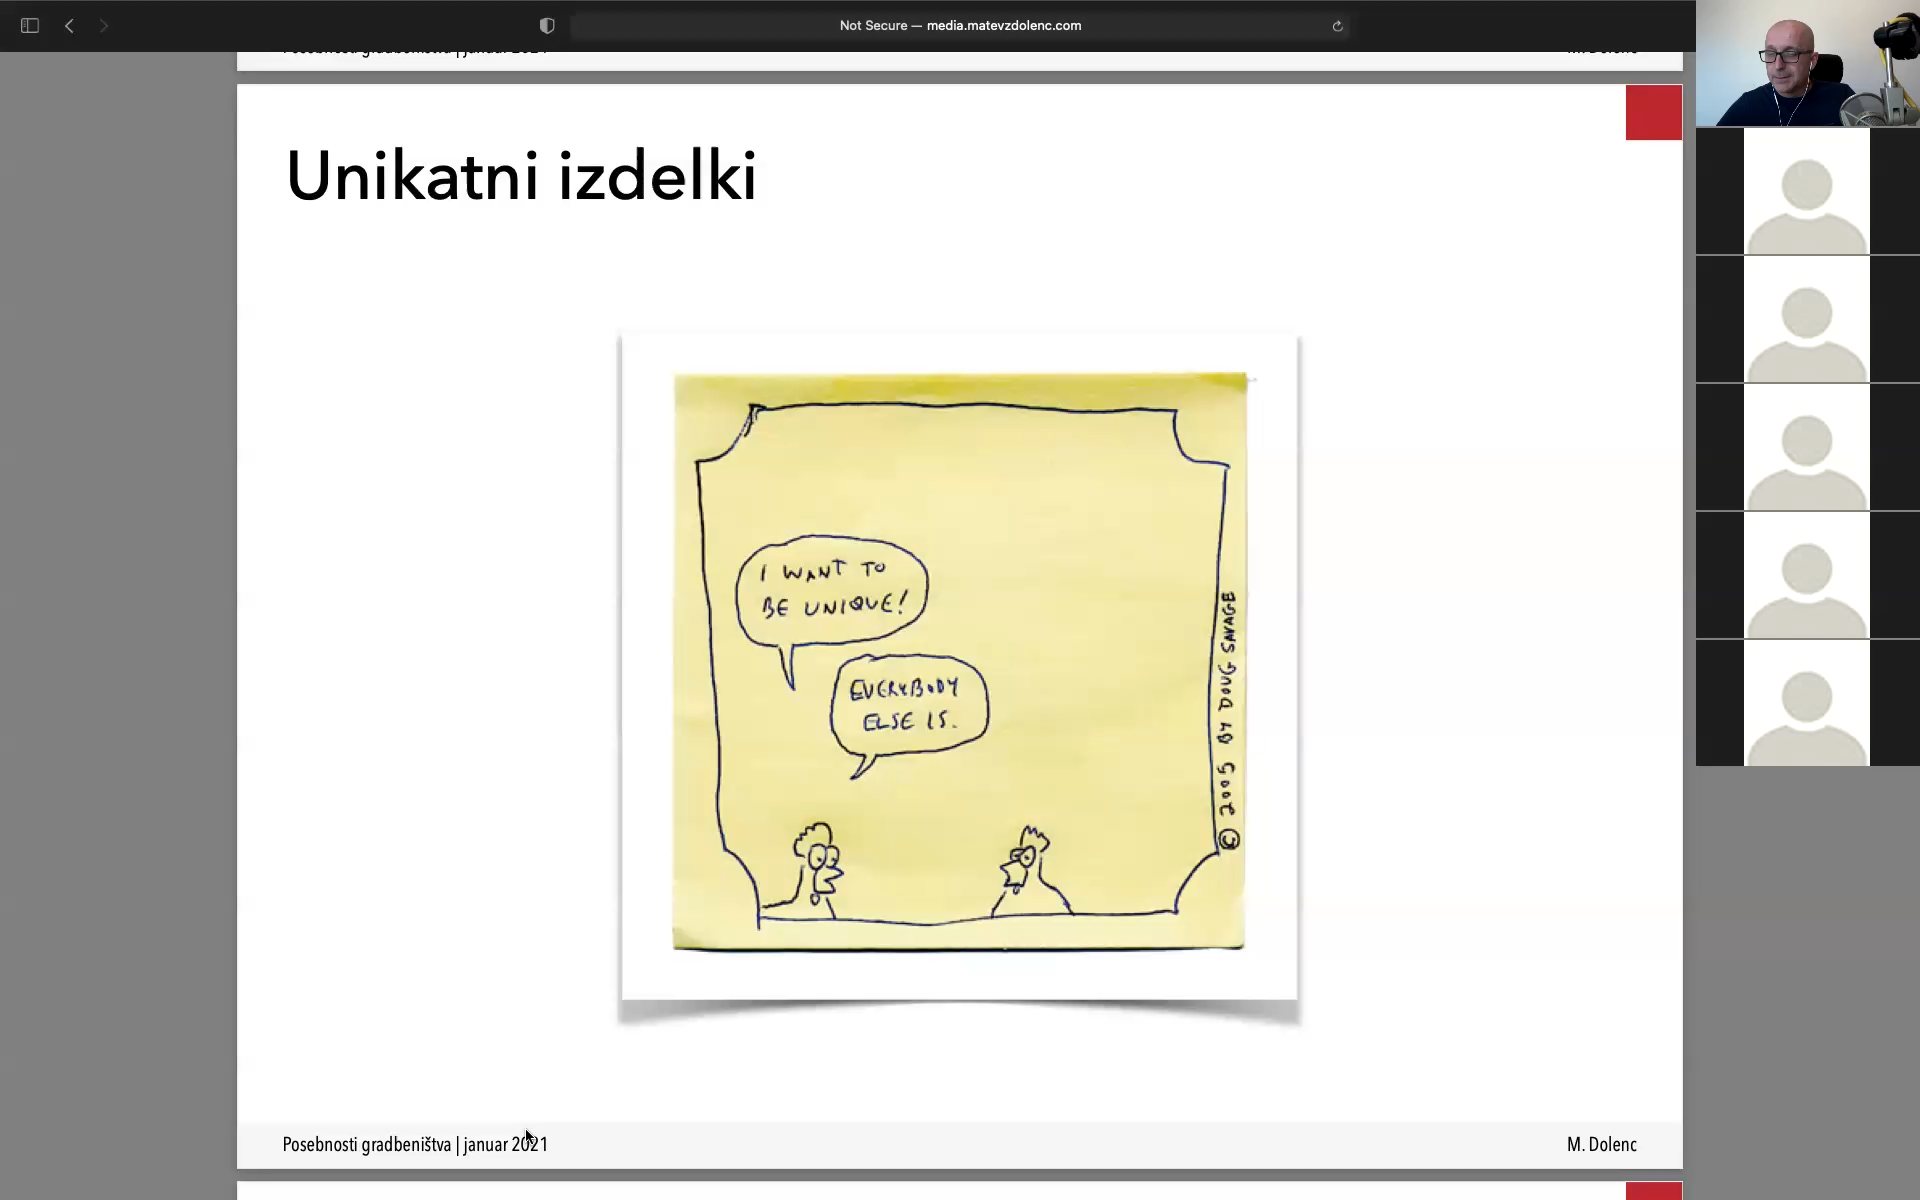 Not Secure — media.matevzdolenc.com
Posebnosti gradbeništva | januar 2021
M. Dolenc
Unikatni izdelki
I WANT TO
BE UNIQUE!
EVERYBODY
ELSE IS.
© 2005 BY DOUG SAVAGE
Posebnosti gradbeništva | januar 2021
M. Dolenc